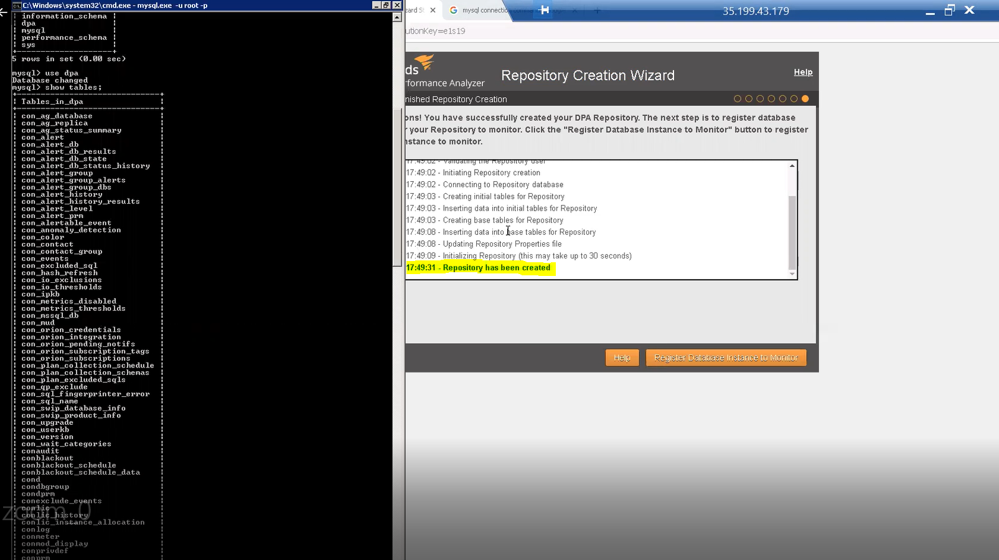 C:\Windows\system32\cmd.exe - mysql.exe -u root -p
information_schema
dpa
mysql
performance_schema
sys
5 rows in set (0.00 sec)
mysql> use dpa
Database changed
mysql> show tables;
Tables_in_dpa
con_ag_database
con_ag_replica
con_ag_status_summary
con_alert
con_alert_db
con_alert_db_results
con_alert_db_state
con_alert_db_status_history
con_alert_group
con_alert_group_alerts
con_alert_group_dbs
con_alert_history
con_alert_history_results
con_alert_level
con_alert_prm
con_alertable_event
con_anomaly_detection
con_color
con_contact
con_contact_group
con_events
con_excluded_sql
con_hash_refresh
con_io_exclusions
con_io_thresholds
con_ipkb
con_metrics_disabled
con_metrics_thresholds
con_mssql_db
con_mud
con_orion_credentials
con_orion_integration
con_orion_pending_notifs
con_orion_subscription_tags
con_orion_subscriptions
con_plan_collection_schedule
con_plan_collection_schemas
con_plan_excluded_sqls
con_qp_exclude
con_sql_fingerprinter_error
con_sql_name
con_swip_database_info
con_swip_product_info
con_upgrade
con_userkb
con_version
con_wait_categories
conaudit
conblackout
conblackout_schedule
conblackout_schedule_data
cond
condbgroup
condprm
conexclude_events
conlic
conlic_history
conlic_instance_allocation
conlog
conmeter
conmod_display
conprivdef
conprm
zoom_0
zard S
mysql connection comman
35.199.43.179
utionKey=e1s19
ds
rformance Analyzer
Repository Creation Wizard
Help
nished Repository Creation
ons! You have successfully created your DPA Repository. The next step is to register database
r your Repository to monitor. Click the "Register Database Instance to Monitor" button to register
nstance to monitor.
17:49:02 - Validating the Repository user
17:49:02 - Initiating Repository creation
17:49:02 - Connecting to Repository database
17:49:03 - Creating initial tables for Repository
17:49:03 - Inserting data into initial tables for Repository
17:49:03 - Creating base tables for Repository
17:49:08 - Inserting data into base tables for Repository
17:49:08 - Updating Repository Properties file
17:49:09 - Initializing Repository (this may take up to 30 seconds)
17:49:31 - Repository has been created
Help
Register Database Instance to Monitor